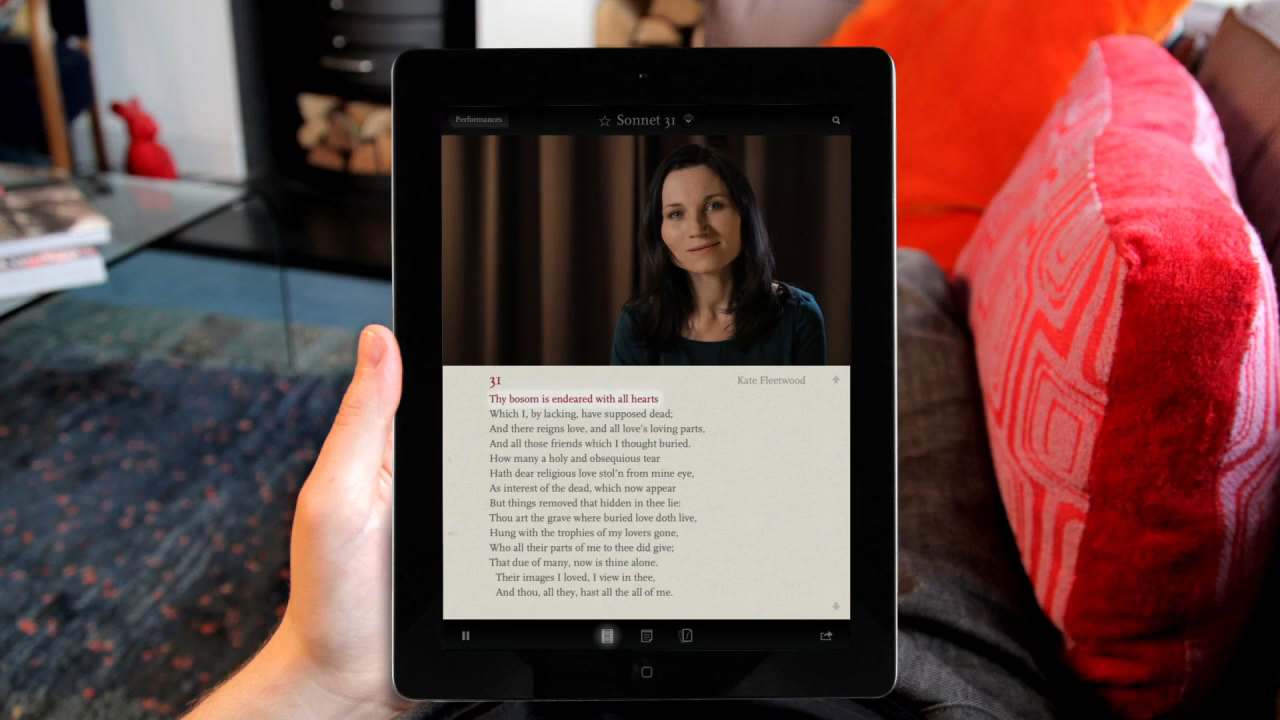 Performances
Sonnet 31
31
Kate Fleetwood
Thy bosom is endeared with all hearts
Which I, by lacking, have supposed dead;
And there reigns love, and all love's loving parts,
And all those friends which I thought buried.
How many a holy and obsequious tear
Hath dear religious love stol'n from mine eye,
As interest of the dead, which now appear
But things removed that hidden in thee lie:
Thou art the grave where buried love doth live,
Hung with the trophies of my lovers gone,
Who all their parts of me to thee did give;
That due of many, now is thine alone.
Their images I loved, I view in thee,
And thou, all they, hast all the all of me.